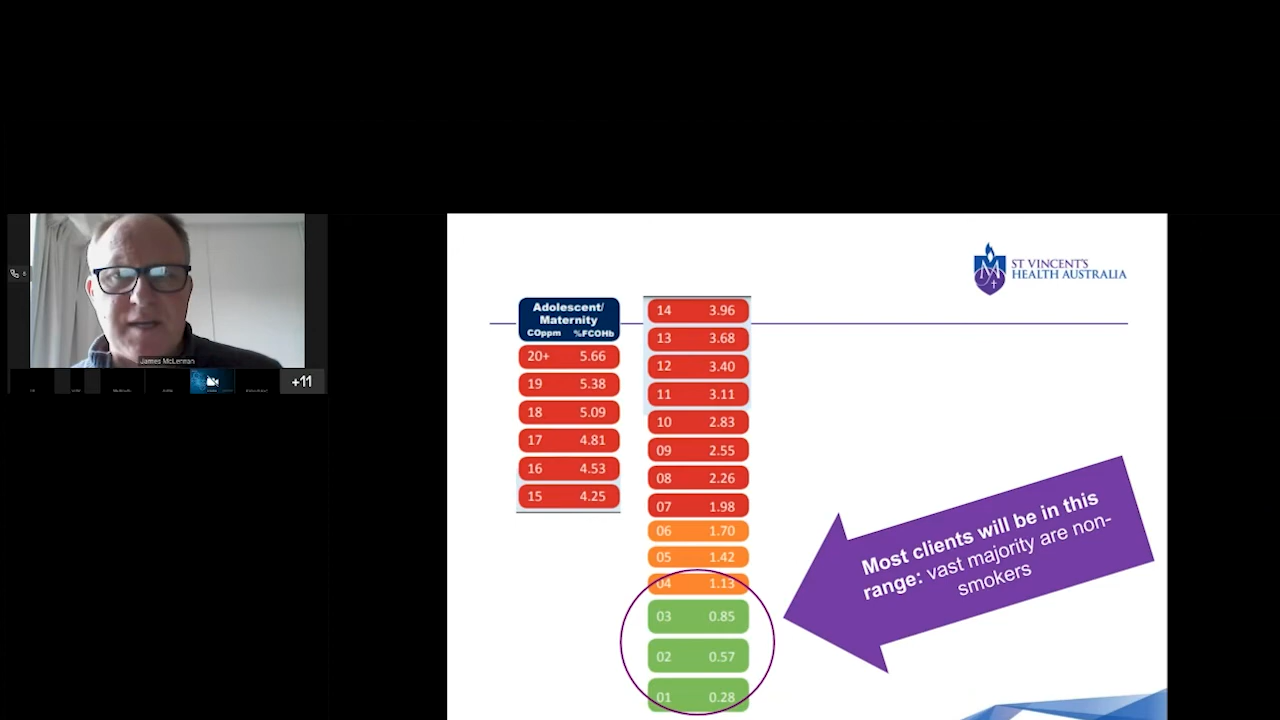 James McLennan
+11
ST VINCENT'S
HEALTH AUSTRALIA
Adolescent/
Maternity
COppm %FCOHb
20+ 5.66
19 5.38
18 5.09
17 4.81
16 4.53
15 4.25
14 3.96
13 3.68
12 3.40
11 3.11
10 2.83
09 2.55
08 2.26
07 1.98
06 1.70
05 1.42
04 1.13
03 0.85
02 0.57
01 0.28
Most clients will be in this
range: vast majority are non-
smokers